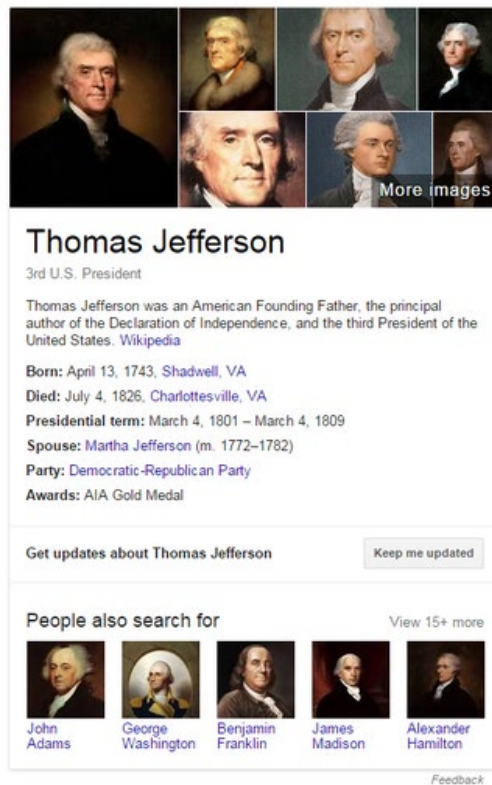 More images
Thomas Jefferson
3rd U.S. President
Thomas Jefferson was an American Founding Father, the principal
author of the Declaration of Independence, and the third President of the
United States. Wikipedia
Born: April 13, 1743, Shadwell, VA
Died: July 4, 1826, Charlottesville, VA
Presidential term: March 4, 1801 – March 4, 1809
Spouse: Martha Jefferson (m. 1772–1782)
Party: Democratic-Republican Party
Awards: AIA Gold Medal
Get updates about Thomas Jefferson
Keep me updated
People also search for
View 15+ more
John
Adams
George
Washington
Benjamin
Franklin
James
Madison
Alexander
Hamilton
Feedback